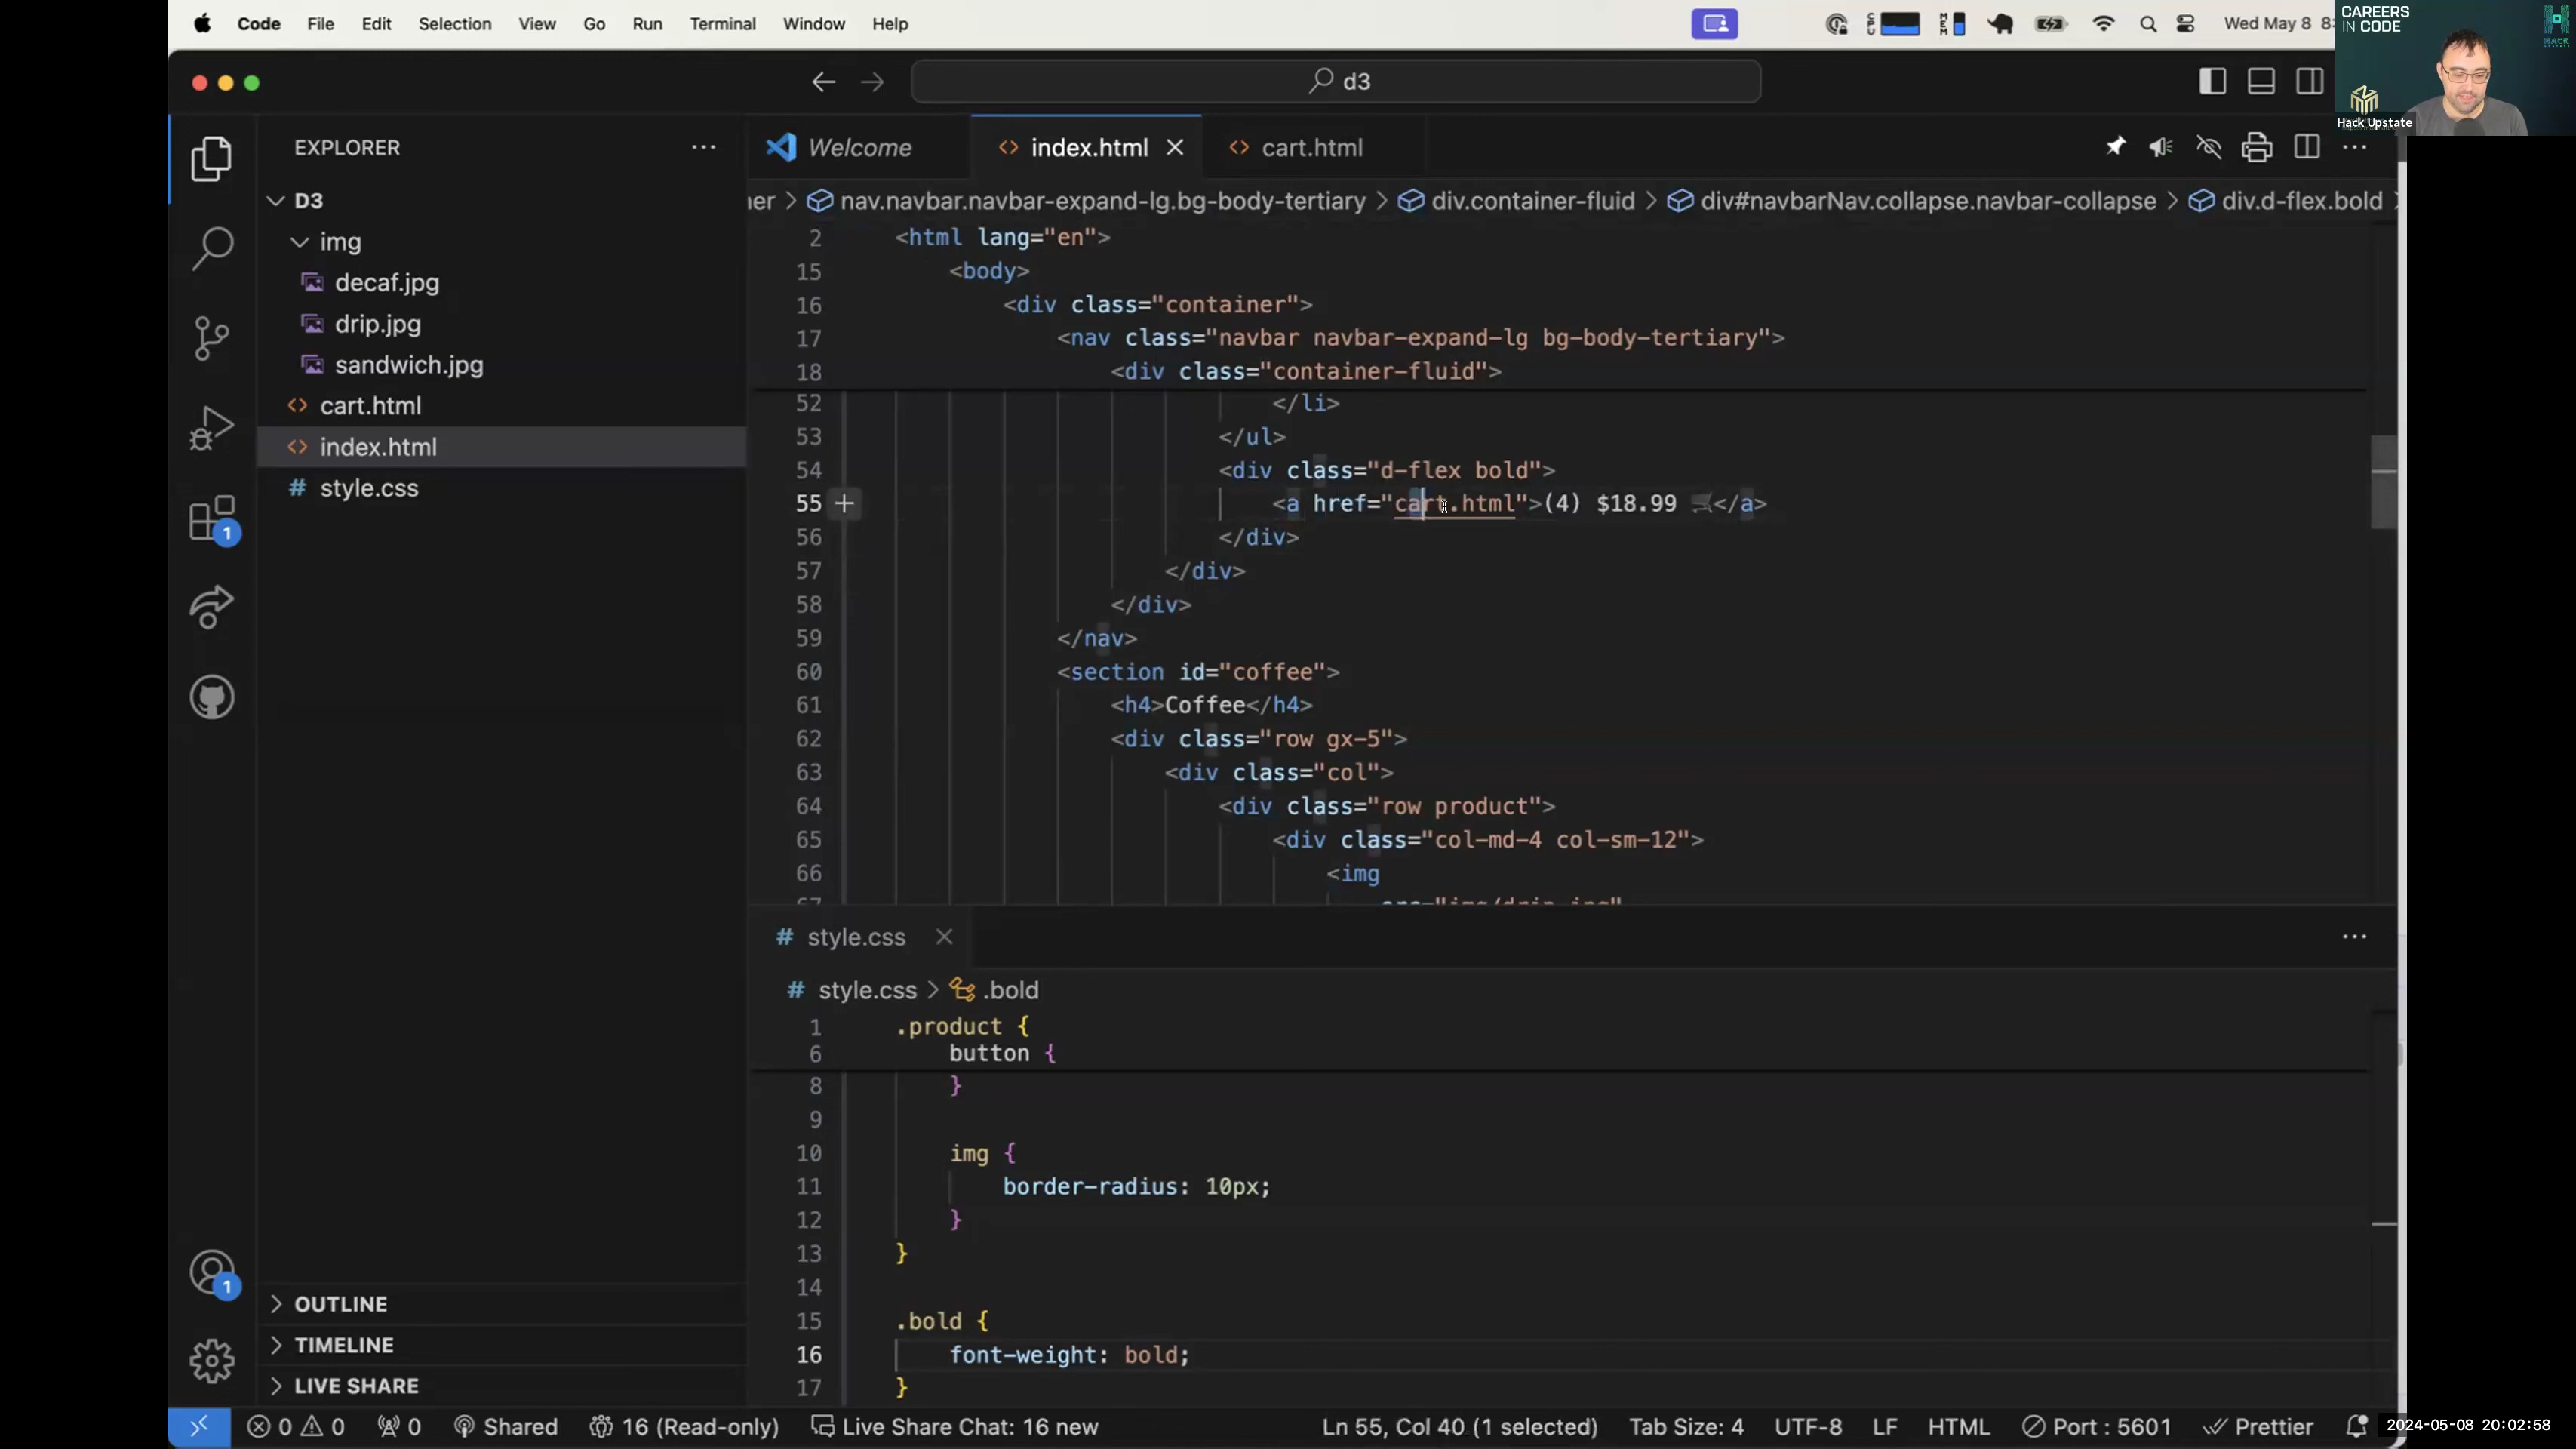 Code File Edit Selection View Go Run Terminal Window Help
CPU
MEM
Wed May 8
CAREERS
IN CODE
HACK
Hack Upstate
d3
EXPLORER
Welcome
index.html
cart.html
D3
img
decaf.jpg
drip.jpg
sandwich.jpg
cart.html
index.html
style.css
1
nav.navbar.navbar-expand-lg.bg-body-tertiary > div.container-fluid > div#navbarNav.collapse.navbar-collapse > div.d-flex.bold
2 <html lang="en">
15 <body>
16 <div class="container">
17 <nav class="navbar navbar-expand-lg bg-body-tertiary">
18 <div class="container-fluid">
52 </li>
53 </ul>
54 <div class="d-flex bold">
55 <a href="cart.html">(4) $18.99 🛒</a>
56 </div>
57 </div>
58 </div>
59 </nav>
60 <section id="coffee">
61 <h4>Coffee</h4>
62 <div class="row gx-5">
63 <div class="col">
64 <div class="row product">
65 <div class="col-md-4 col-sm-12">
66 <img
# style.css
# style.css > .bold
1 .product {
6 button {
8 }
9
10 img {
11 border-radius: 10px;
12 }
13 }
14
15 .bold {
16 font-weight: bold;
17 }
1
OUTLINE
TIMELINE
LIVE SHARE
0 0 0 Shared 16 (Read-only) Live Share Chat: 16 new Ln 55, Col 40 (1 selected) Tab Size: 4 UTF-8 LF HTML Port : 5601 Prettier
2024-05-08 20:02:58